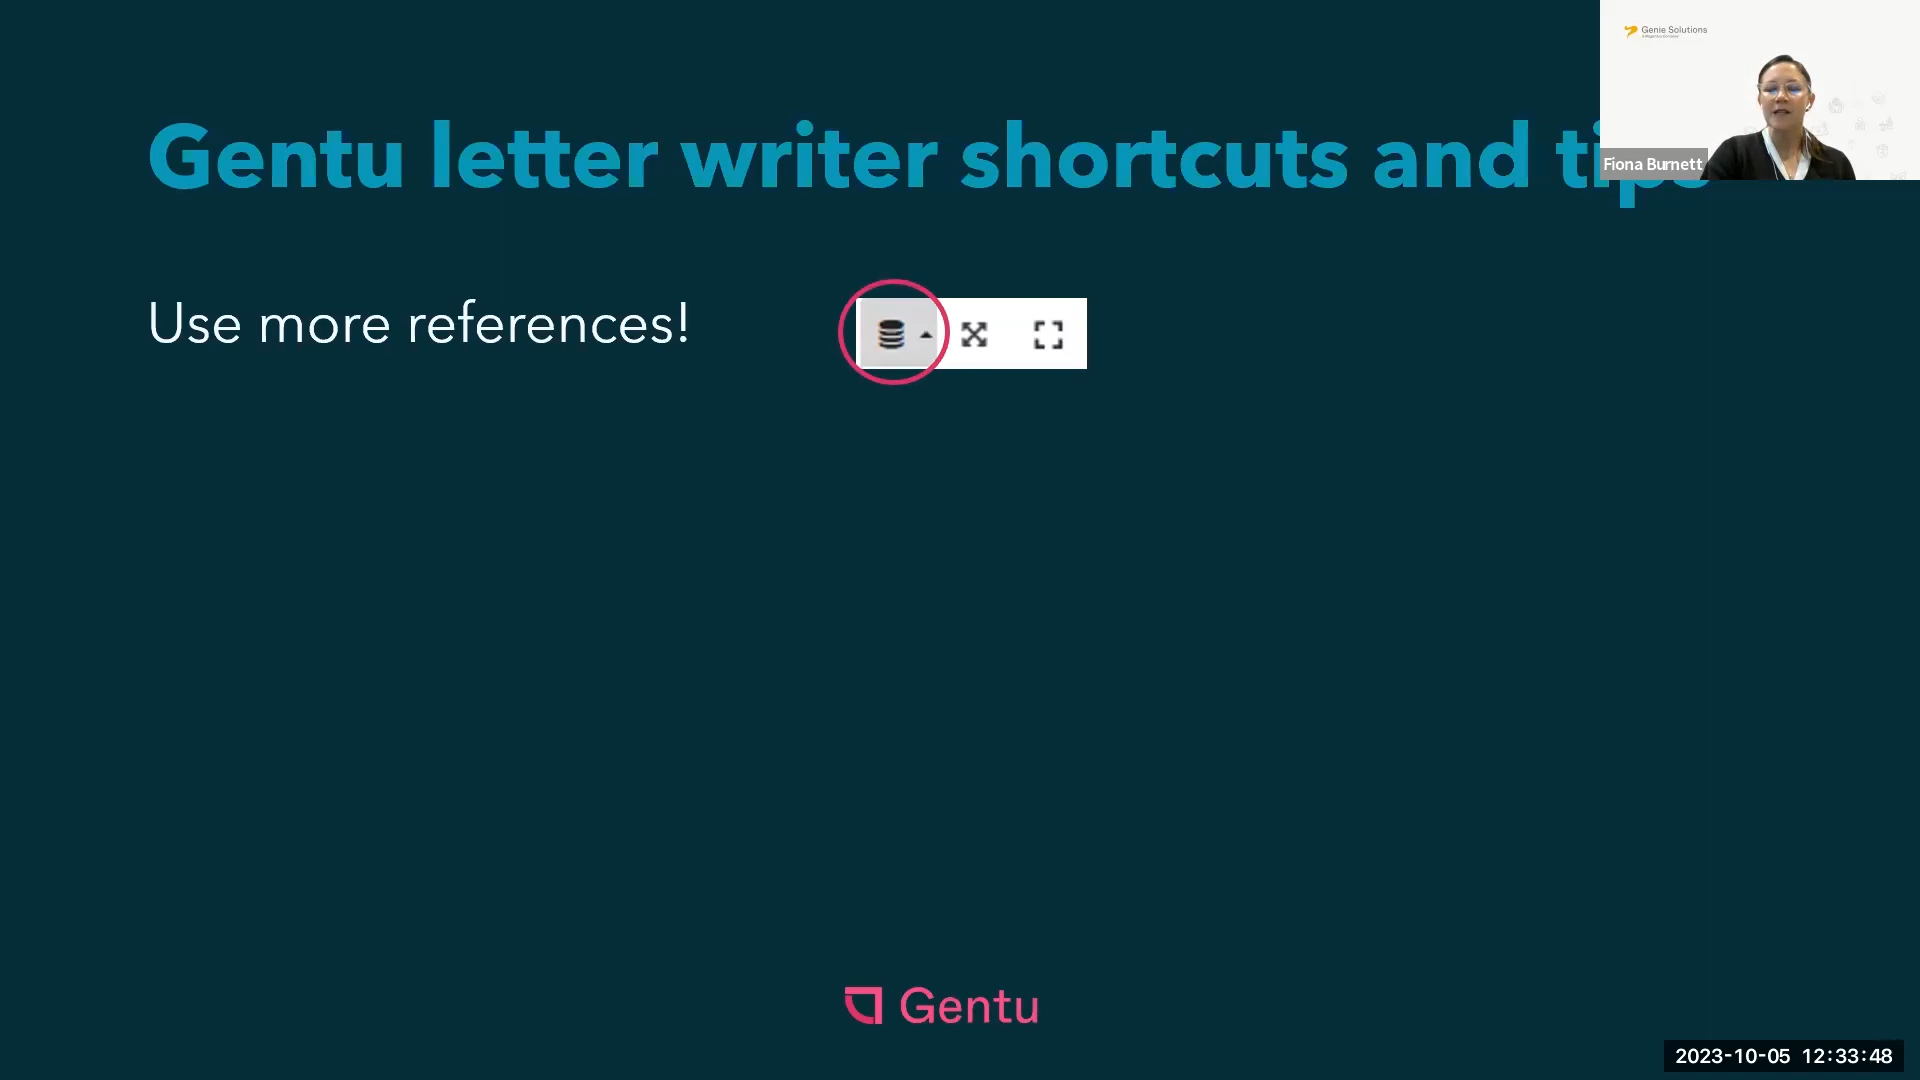 Genie Solutions
Gentu letter writer shortcuts and tips
Fiona Burnett
Use more references!
Gentu
2023-10-05 12:33:48